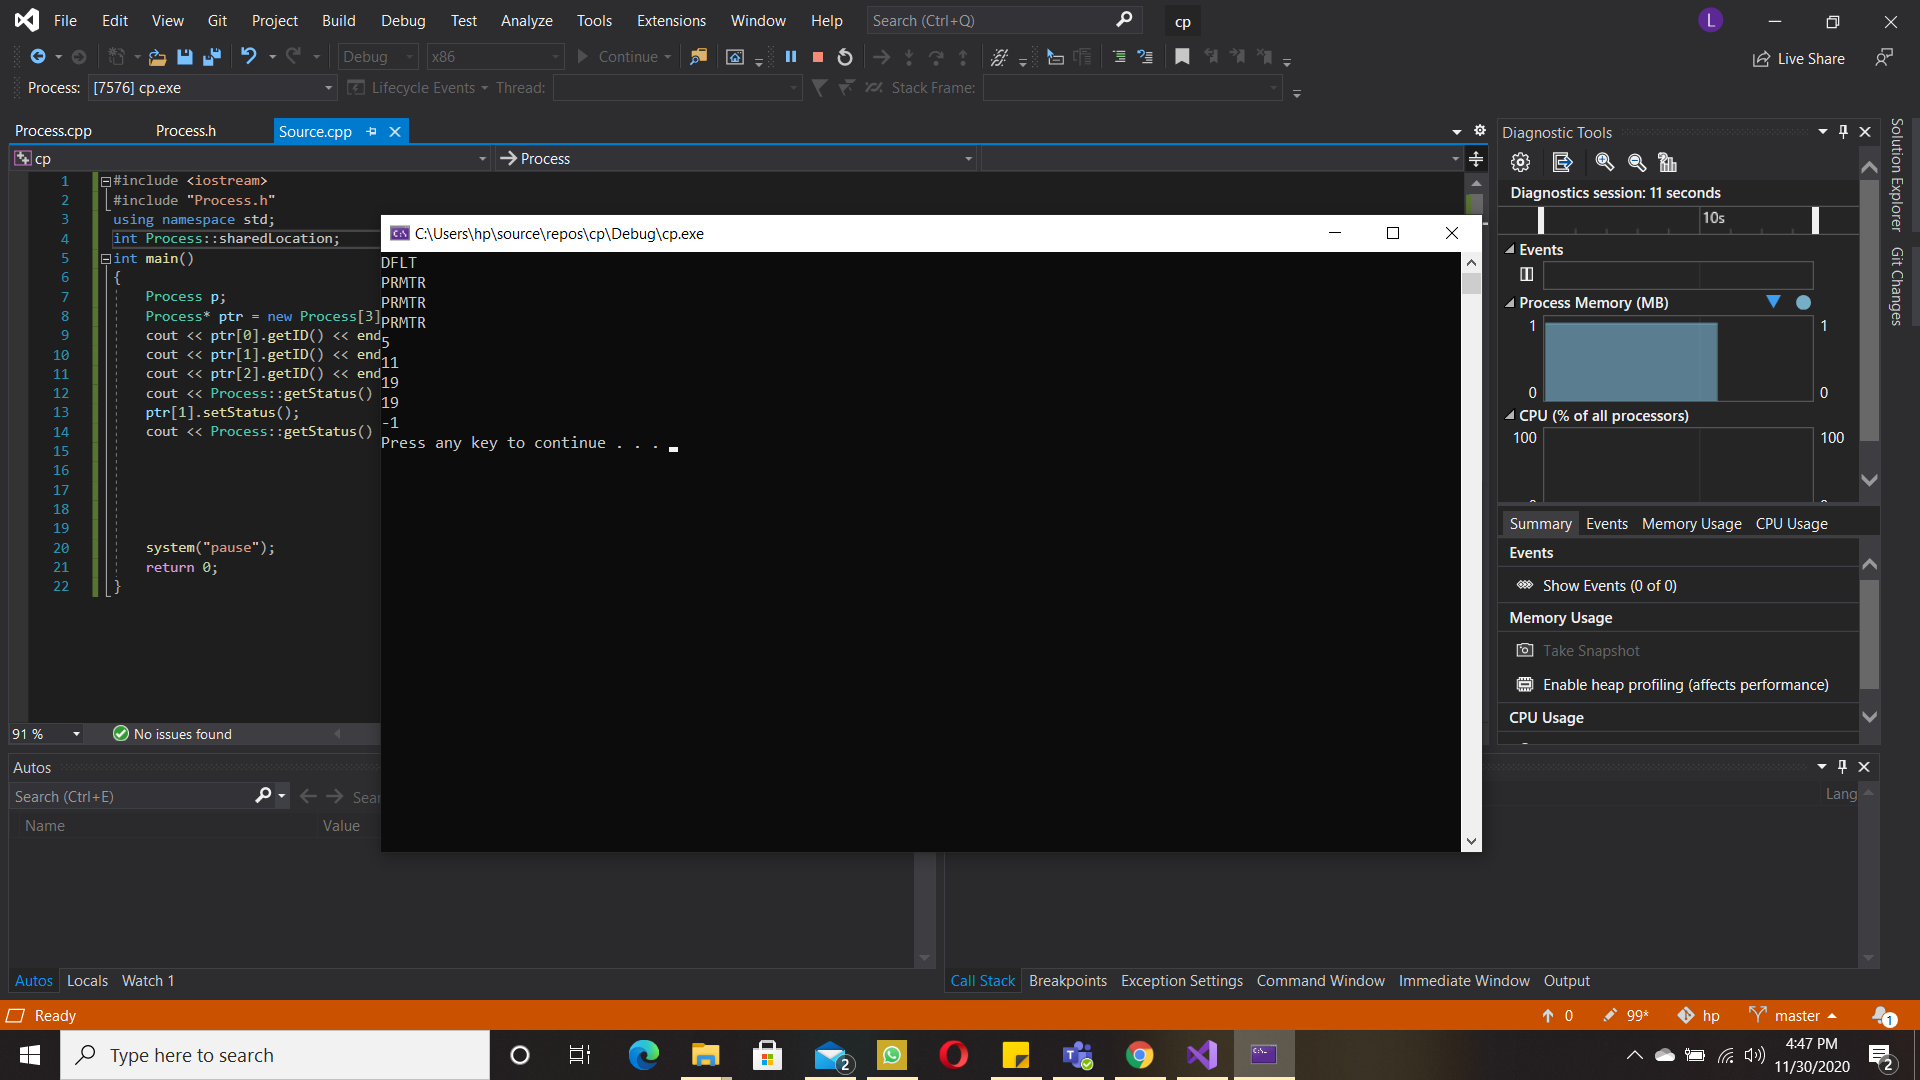 File Edit View Git Project Build Debug Test Analyze Tools Extensions Window Help Search (Ctrl+Q) cp L
Debug x86 Continue Live Share
Process: [7576] cp.exe Lifecycle Events Thread: Stack Frame:
Process.cpp Process.h Source.cpp
cp Process
1 #include <iostream>
2 #include "Process.h"
3 using namespace std;
4 int Process::sharedLocation;
5 int main()
6 {
7 Process p;
8 Process* ptr = new Process[3]
9 cout << ptr[0].getID() << end
10 cout << ptr[1].getID() << end
11 cout << ptr[2].getID() << end
12 cout << Process::getStatus()
13 ptr[1].setStatus();
14 cout << Process::getStatus()
15
16
17
18
19
20 system("pause");
21 return 0;
22 }
91 % No issues found
C:\Users\hp\source\repos\cp\Debug\cp.exe
DFLT
PRMTR
PRMTR
PRMTR
5
11
19
19
-1
Press any key to continue . . .
Diagnostic Tools
Diagnostics session: 11 seconds
10s
Events
Process Memory (MB)
1 1
0 0
CPU (% of all processors)
100 100
Summary Events Memory Usage CPU Usage
Events
Show Events (0 of 0)
Memory Usage
Take Snapshot
Enable heap profiling (affects performance)
CPU Usage
Solution Explorer
Git Changes
Autos
Search (Ctrl+E) Sear
Name Value
Lang
Autos Locals Watch 1
Call Stack Breakpoints Exception Settings Command Window Immediate Window Output
Ready 0 99* hp master 1
Type here to search 2 4:47 PM
11/30/2020 2